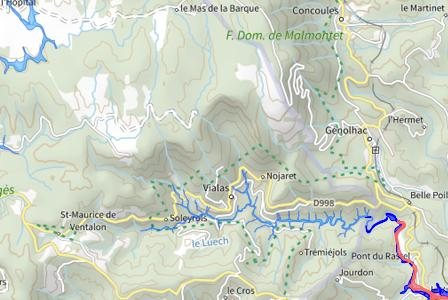 l'Hôpital
le Mas de la Barque
Concoules
le Martinet
F. Dom. de Malmontet
l'Hermet
Génolhac
Nojaret
Vialas
Belle Poil
D998
St-Maurice de
Ventalon
Soleyrols
le Luech
Tremiéjols
Pont du Rastel
Jourdon
le Cros